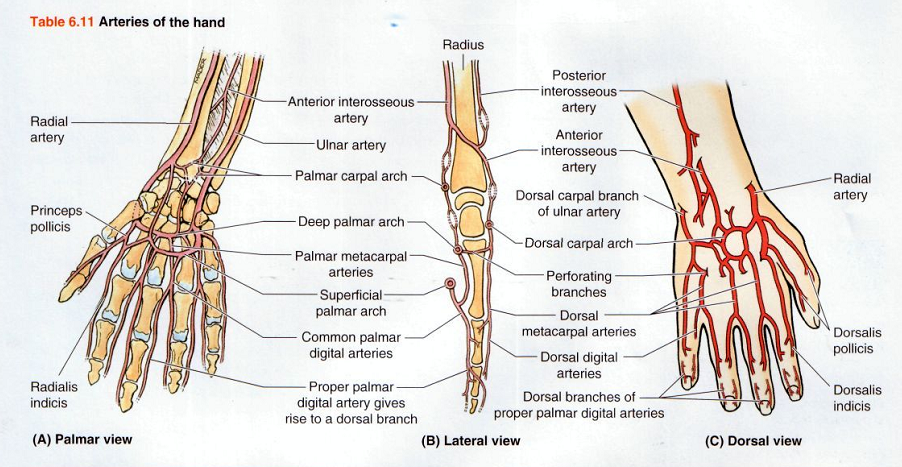 Table 6.11 Arteries of the hand
Radius
Posterior
interosseous
artery
Anterior interosseous
artery
Radial
artery
Ulnar artery
Anterior
interosseous
artery
Palmar carpal arch
Radial
artery
Dorsal carpal branch
of ulnar artery
Princeps
pollicis
Deep palmar arch
Dorsal carpal arch
Palmar metacarpal
arteries
Perforating
branches
Superficial
palmar arch
Dorsal
metacarpal arteries
Common palmar
digital arteries
Dorsalis
pollicis
Dorsal digital
arteries
Radialis
indicis
Proper palmar
digital artery gives
rise to a dorsal branch
Dorsal branches of
proper palmar digital arteries
Dorsalis
indicis
(A) Palmar view
(B) Lateral view
(C) Dorsal view